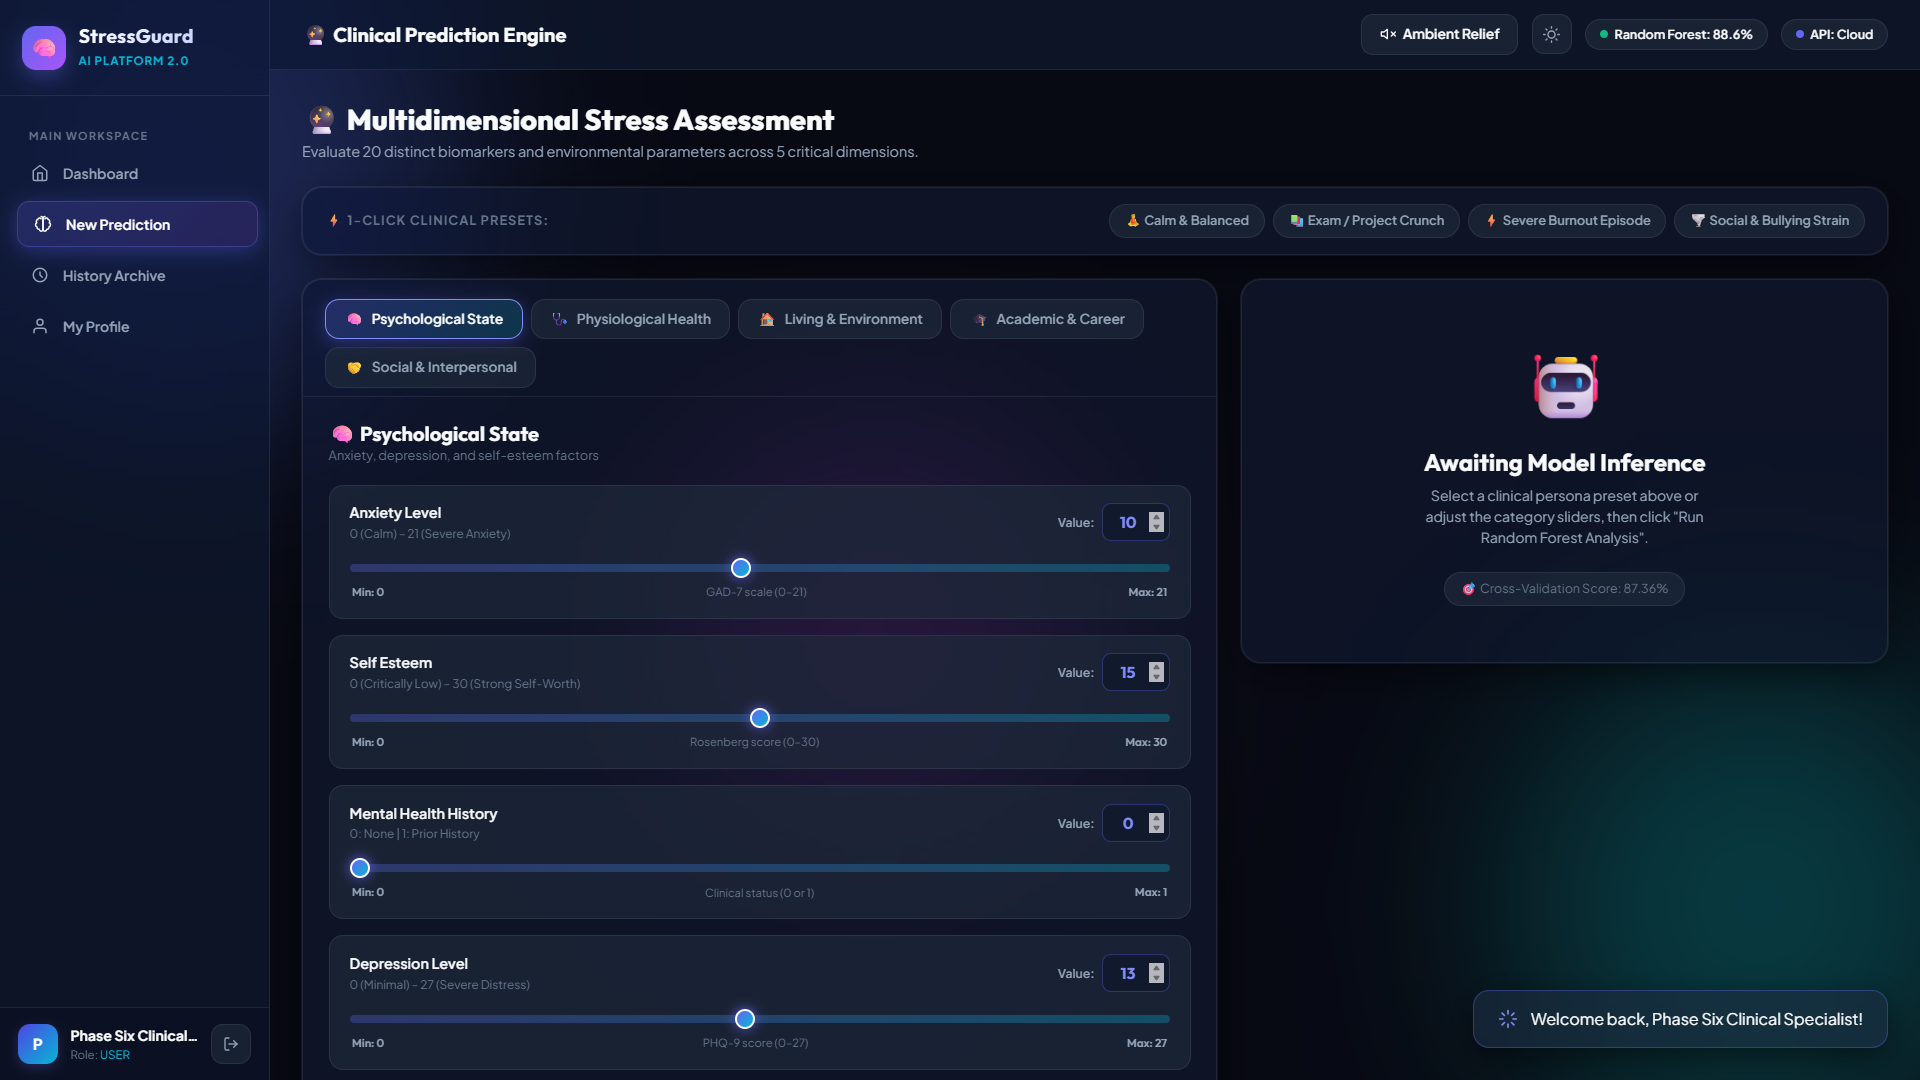 StressGuard
AI PLATFORM 2.0
MAIN WORKSPACE
Dashboard
New Prediction
History Archive
My Profile
P
Phase Six Clinical...
Role: USER
Clinical Prediction Engine
Ambient Relief
Random Forest: 88.6%
API: Cloud
Multidimensional Stress Assessment
Evaluate 20 distinct biomarkers and environmental parameters across 5 critical dimensions.
1-CLICK CLINICAL PRESETS:
Calm & Balanced
Exam / Project Crunch
Severe Burnout Episode
Social & Bullying Strain
Psychological State
Physiological Health
Living & Environment
Academic & Career
Social & Interpersonal
Psychological State
Anxiety, depression, and self-esteem factors
Anxiety Level
0 (Calm) - 21 (Severe Anxiety)
Value: 10
Min: 0
GAD-7 scale (0-21)
Max: 21
Self Esteem
0 (Critically Low) - 30 (Strong Self-Worth)
Value: 15
Min: 0
Rosenberg score (0-30)
Max: 30
Mental Health History
0: None | 1: Prior History
Value: 0
Min: 0
Clinical status (0 or 1)
Max: 1
Depression Level
0 (Minimal) - 27 (Severe Distress)
Value: 13
Min: 0
PHQ-9 score (0-27)
Max: 27
Awaiting Model Inference
Select a clinical persona preset above or
adjust the category sliders, then click "Run
Random Forest Analysis".
Cross-Validation Score: 87.36%
Welcome back, Phase Six Clinical Specialist!